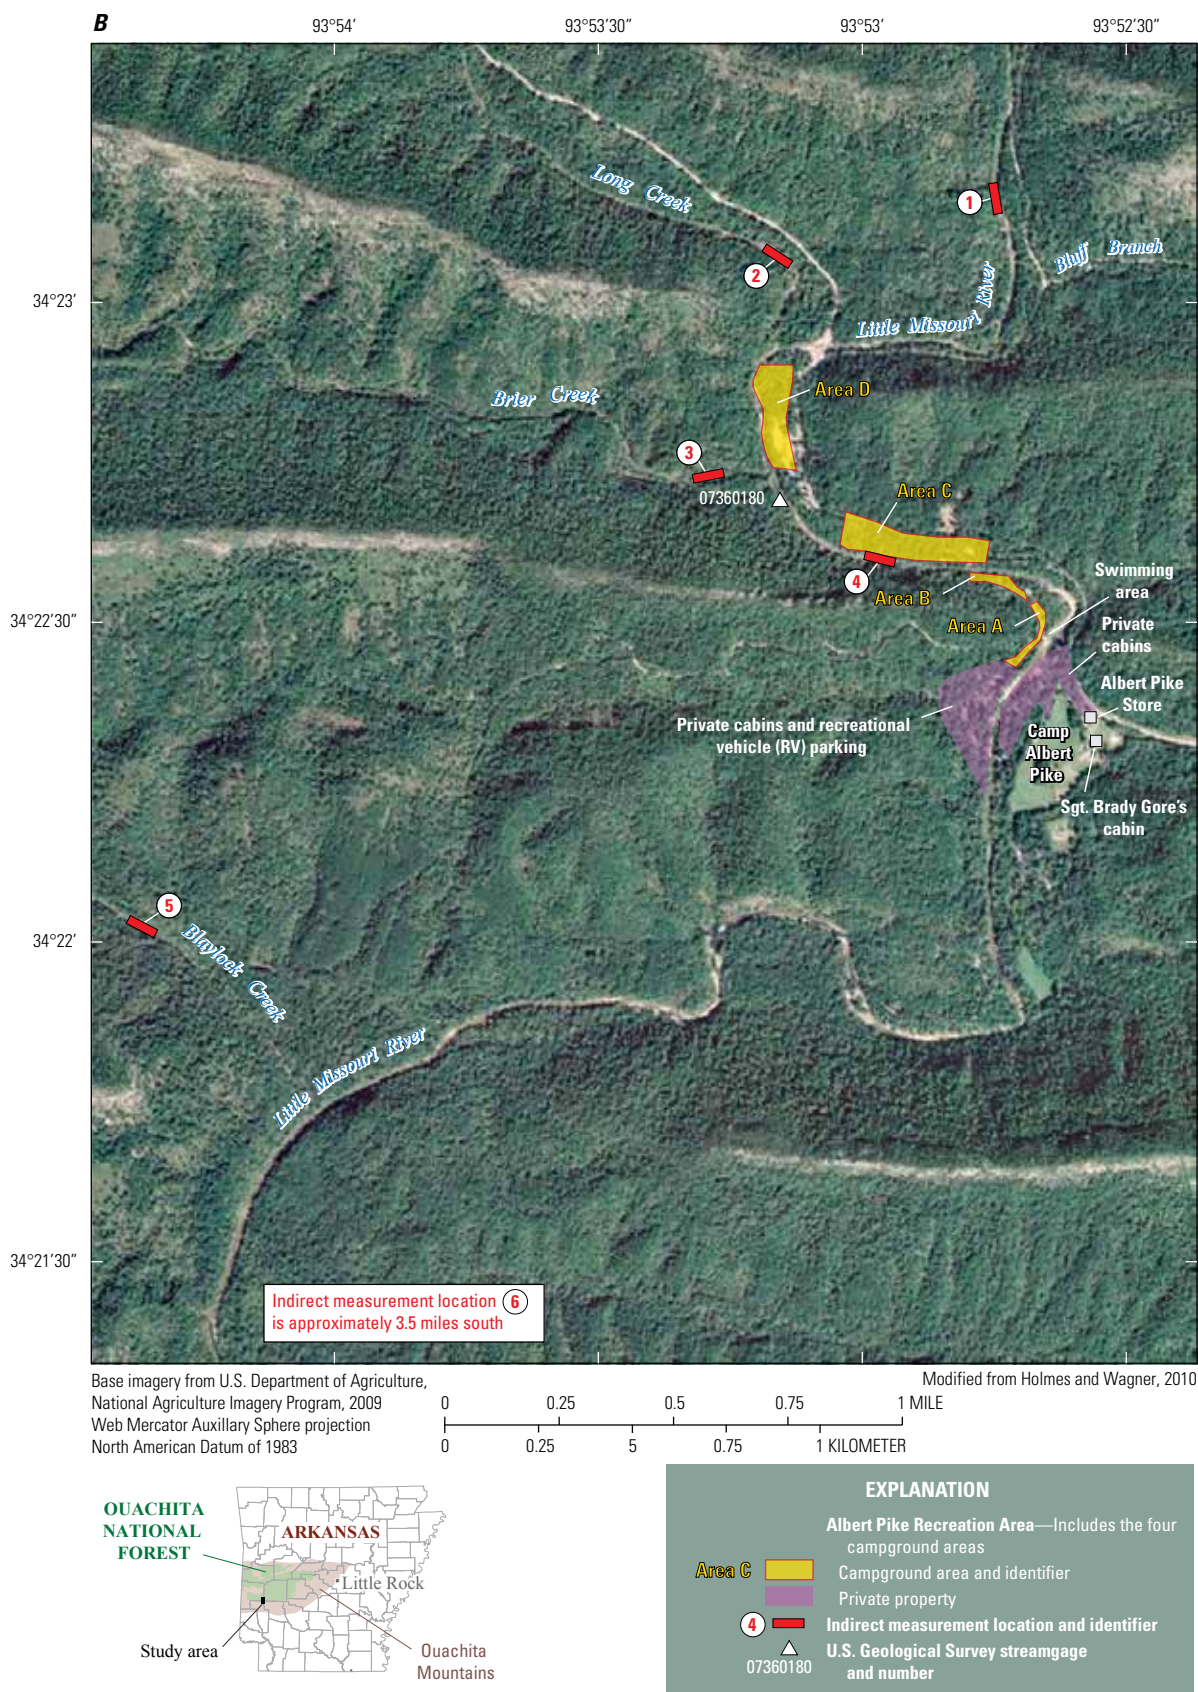 B
93°54'
93°53'30"
93°53'
93°52'30"
34°23'
34°22'30"
34°22'
34°21'30"
Long Creek
1
2
Bluff Branch
Little Missouri River
Brier Creek
Area D
3
07360180
Area C
4
Area B
Area A
Swimming
area
Private
cabins
Albert Pike
Store
Private cabins and recreational
vehicle (RV) parking
Camp
Albert
Pike
Sgt. Brady Gore's
cabin
5
Blaylock Creek
Little Missouri River
Indirect measurement location 6
is approximately 3.5 miles south
Base imagery from U.S. Department of Agriculture,
National Agriculture Imagery Program, 2009
Web Mercator Auxillary Sphere projection
North American Datum of 1983
Modified from Holmes and Wagner, 2010
0 0.25 0.5 0.75 1 MILE
0 0.25 5 0.75 1 KILOMETER
OUACHITA
NATIONAL
FOREST
ARKANSAS
Little Rock
Study area
Ouachita
Mountains
EXPLANATION
Albert Pike Recreation Area—Includes the four
campground areas
Area C Campground area and identifier
Private property
4 Indirect measurement location and identifier
U.S. Geological Survey streamgage
07360180 and number